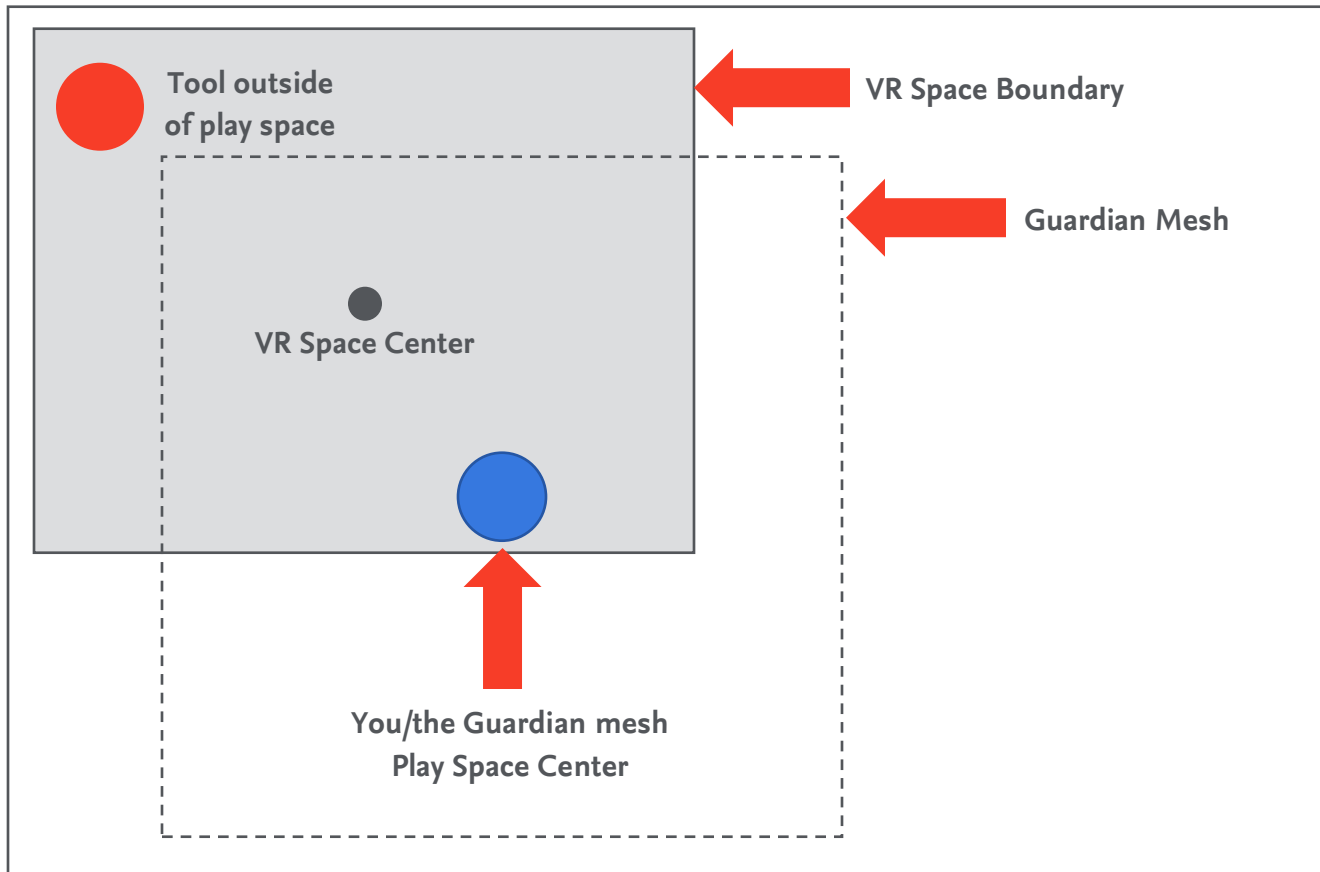 Tool outside
of play space
VR Space Boundary
Guardian Mesh
VR Space Center
You/the Guardian mesh
Play Space Center